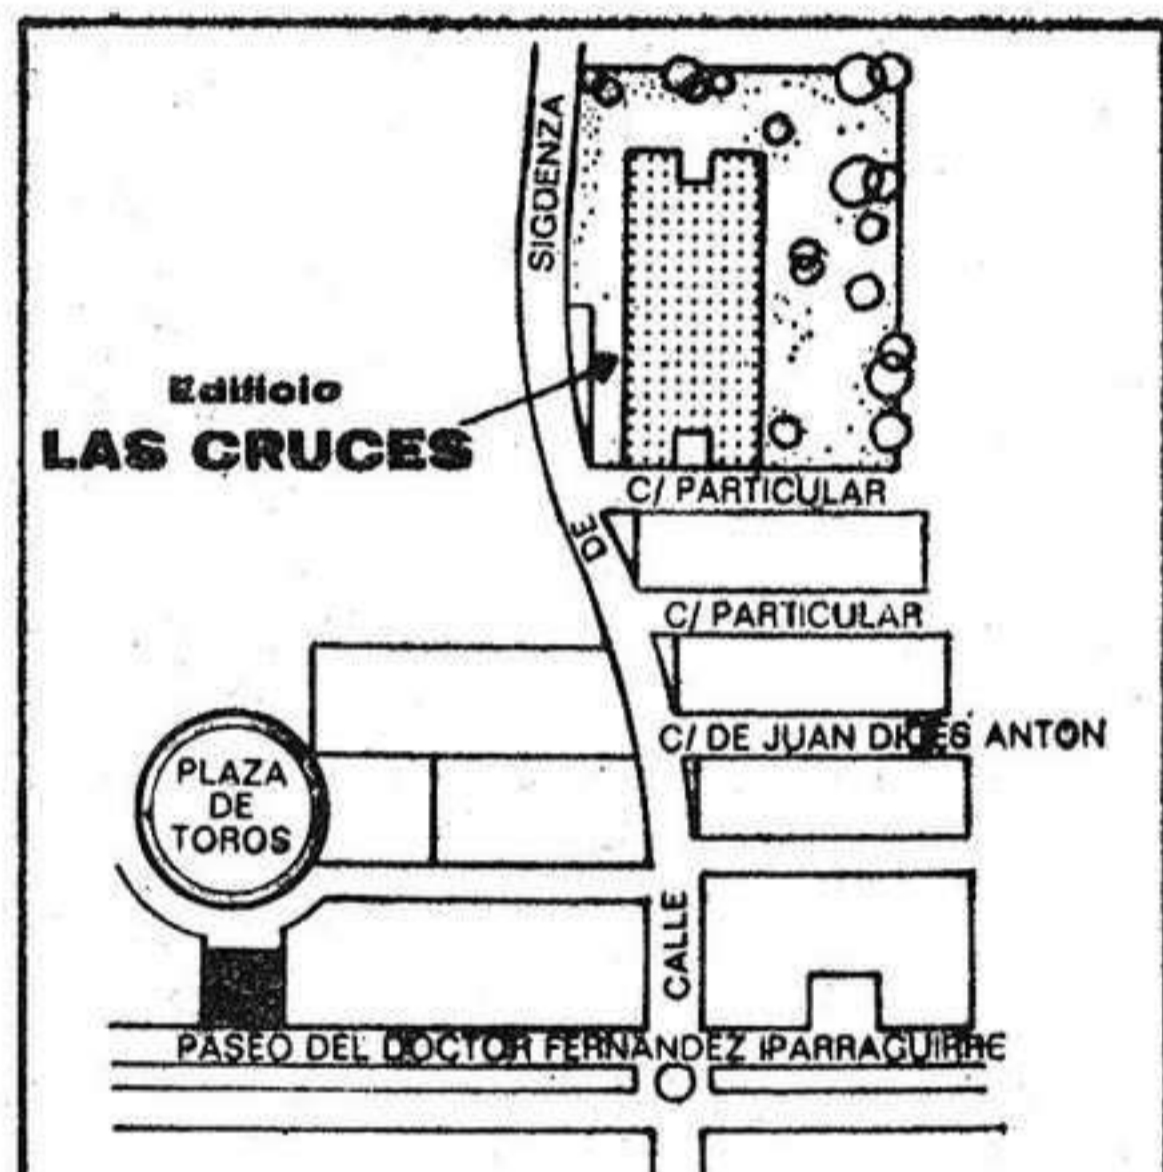 SIGÜENZA
Edificio
LAS CRUCES
C/ PARTICULAR
DE
C/ PARTICULAR
C/ DE JUAN ANTON
PLAZA
DE
TOROS
CALLE
PASEO DEL DOCTOR FERNANDEZ IPARRAGUIRRE